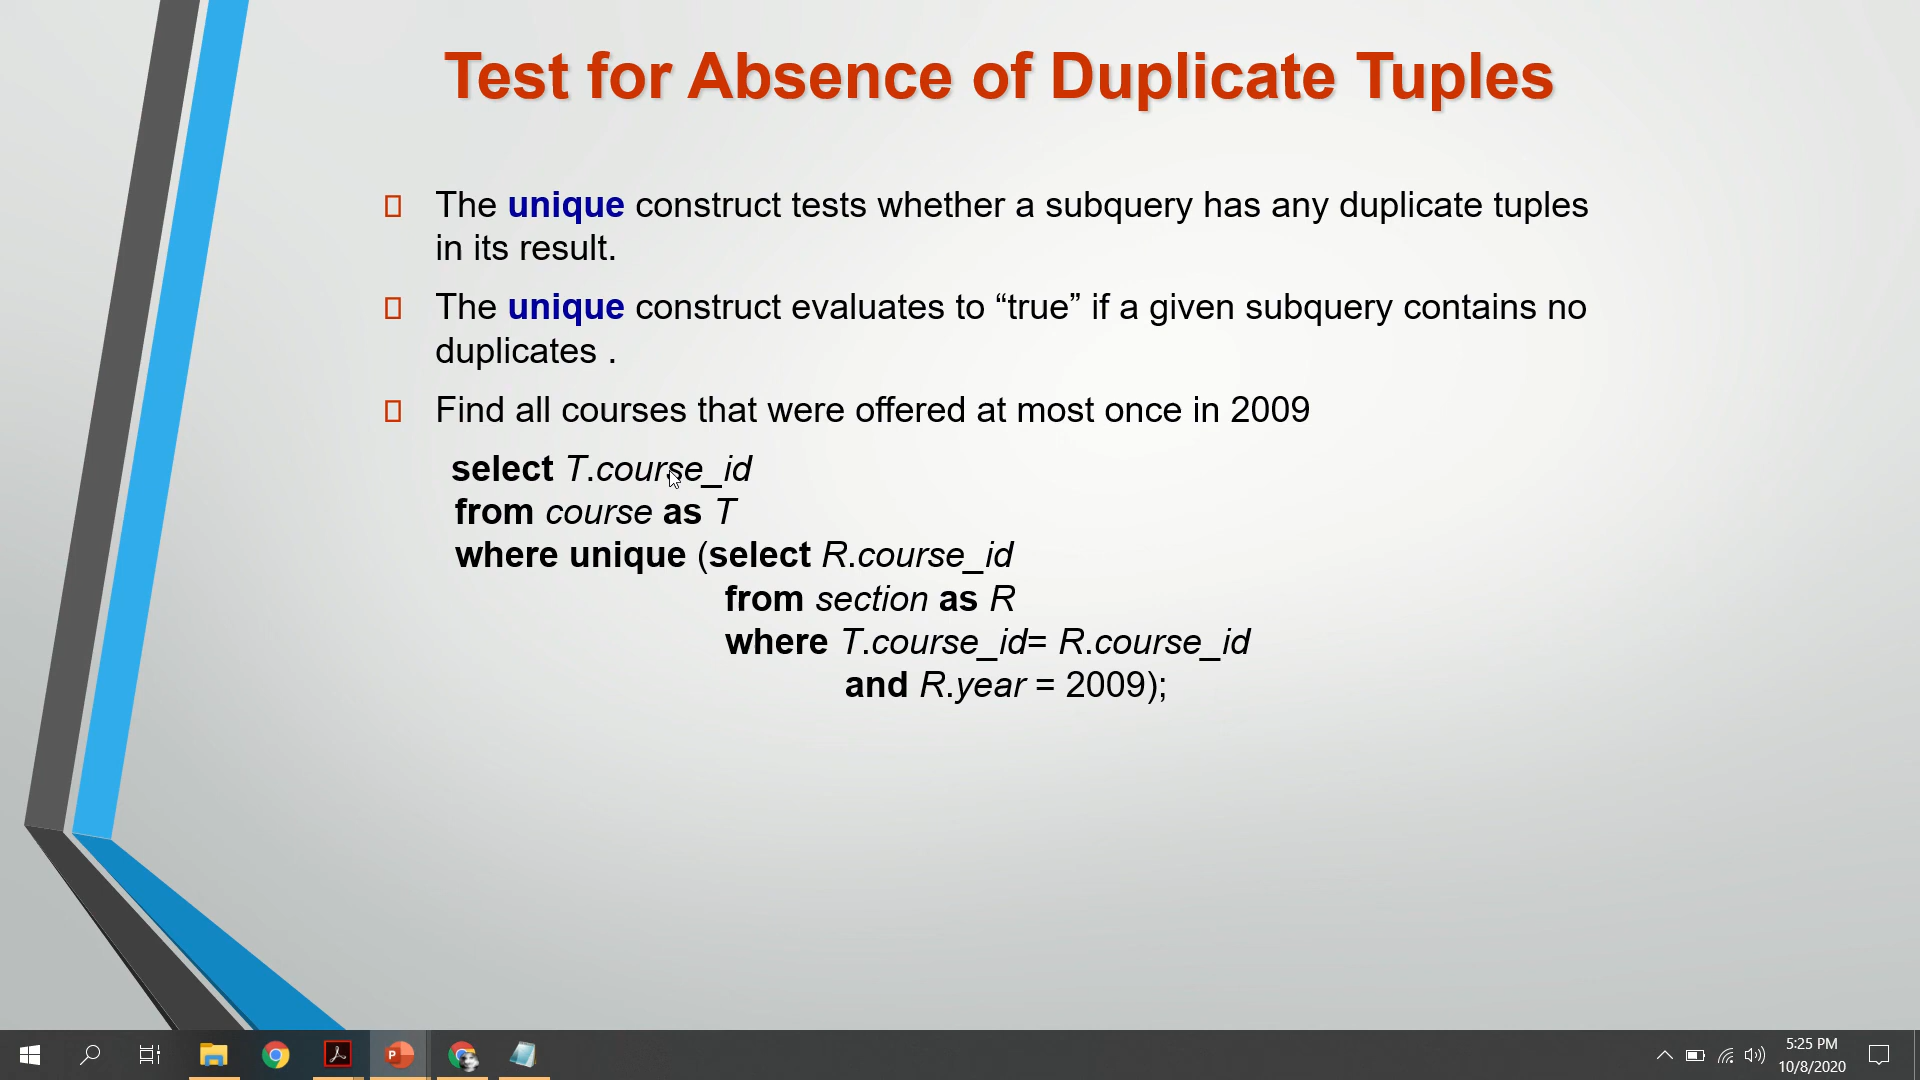 Test for Absence of Duplicate Tuples
The unique construct tests whether a subquery has any duplicate tuples
in its result.
The unique construct evaluates to “true” if a given subquery contains no
duplicates .
Find all courses that were offered at most once in 2009
select T.course_id
from course as T
where unique (select R.course_id
from section as R
where T.course_id= R.course_id
and R.year = 2009);
5:25 PM
10/8/2020